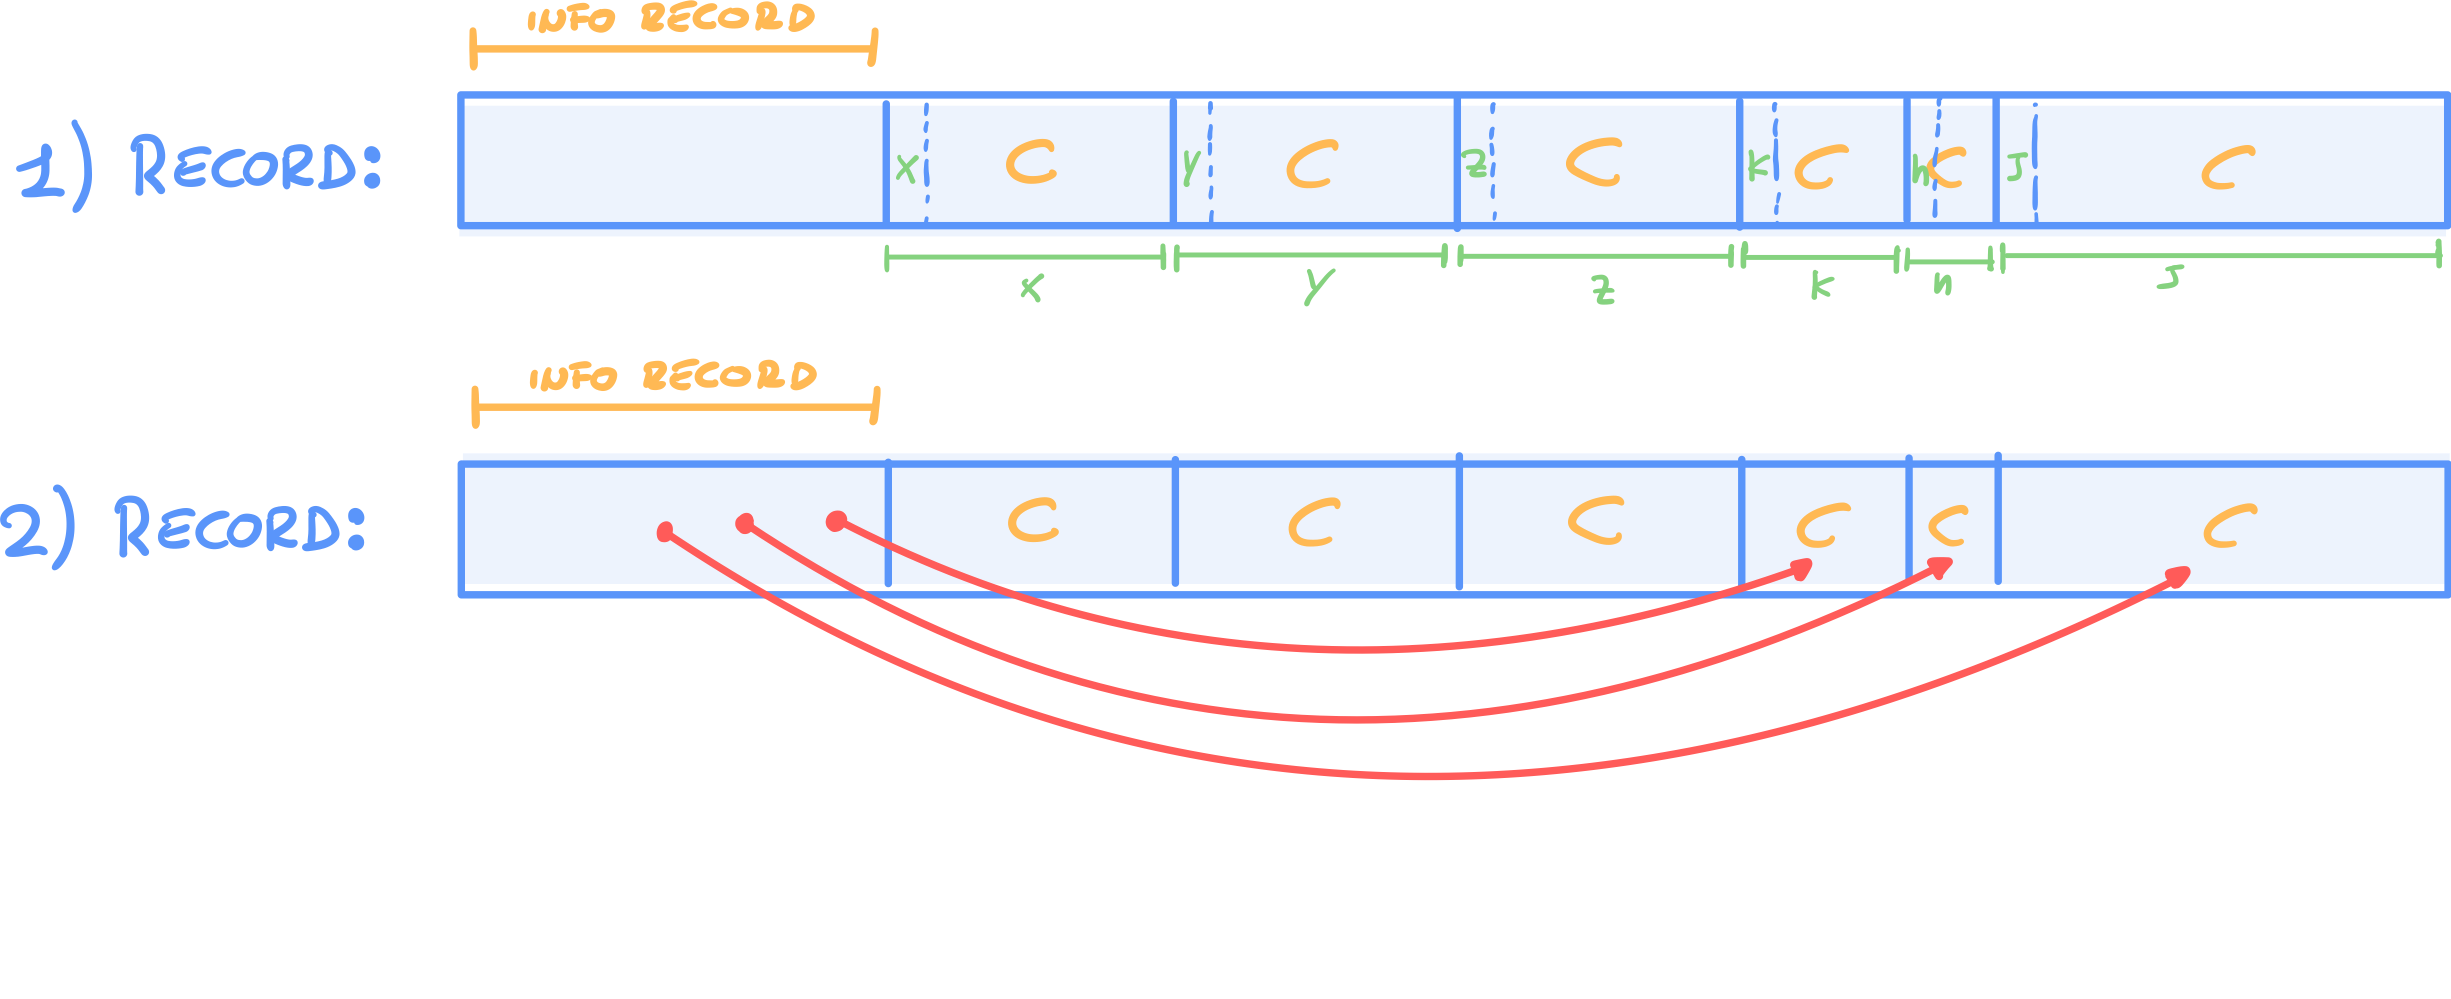 INFO RECORD
1) RECORD:
x C y C z C k C n C J C
x y z k n J
INFO RECORD
2) RECORD:
C C C C C C